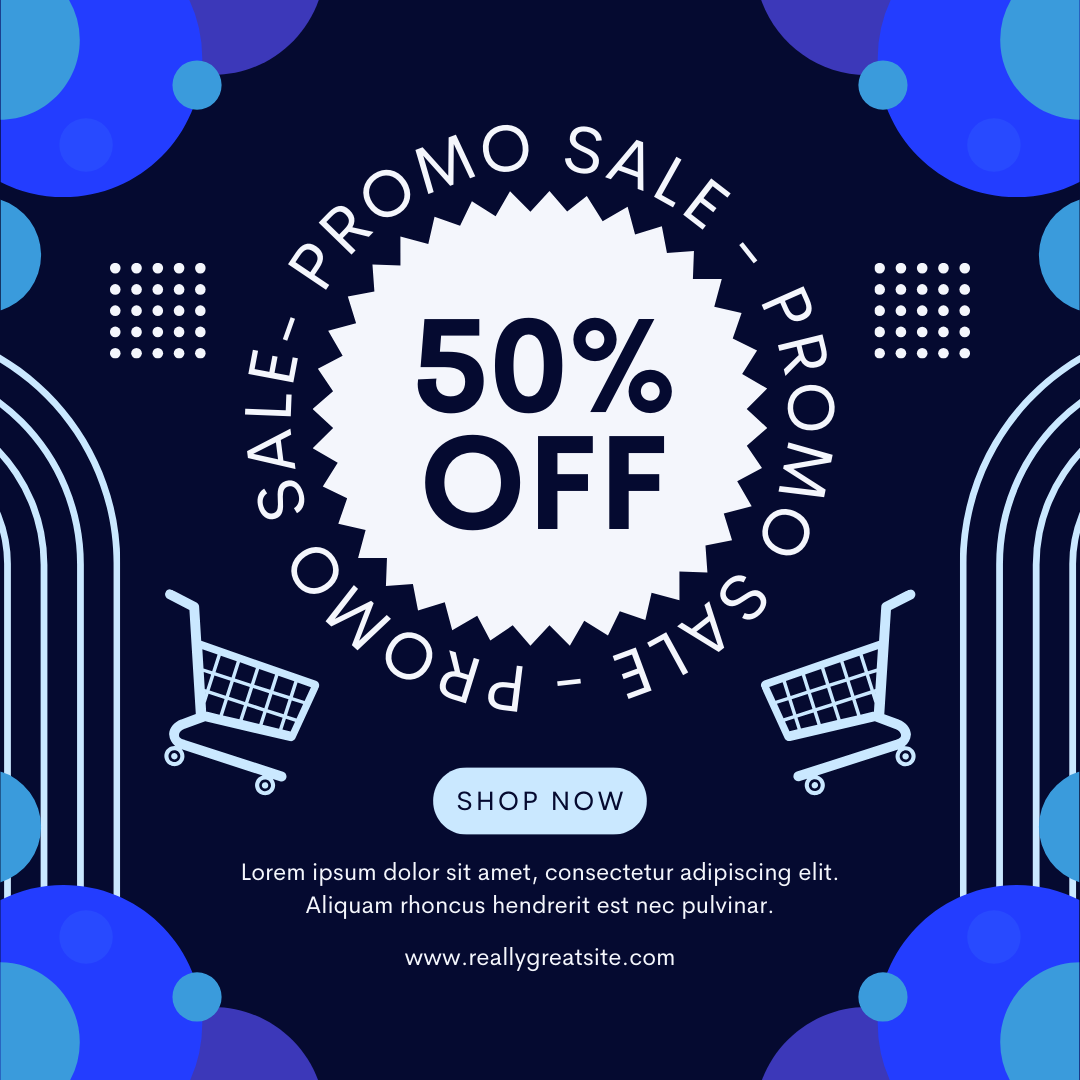 PROMO SALE - PROMO SALE - PROMO SALE-
50%
OFF
SHOP NOW
Lorem ipsum dolor sit amet, consectetur adipiscing elit.
Aliquam rhoncus hendrerit est nec pulvinar.
www.reallygreatsite.com